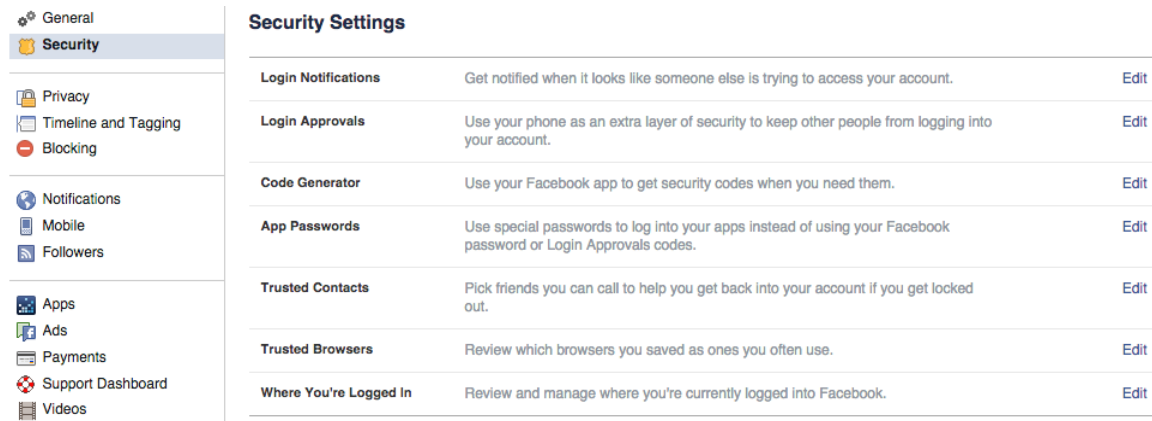 General
Security
Privacy
Timeline and Tagging
Blocking
Notifications
Mobile
Followers
Apps
Ads
Payments
Support Dashboard
Videos
Security Settings
Login Notifications Get notified when it looks like someone else is trying to access your account. Edit
Login Approvals Use your phone as an extra layer of security to keep other people from logging into Edit
your account.
Code Generator Use your Facebook app to get security codes when you need them. Edit
App Passwords Use special passwords to log into your apps instead of using your Facebook Edit
password or Login Approvals codes.
Trusted Contacts Pick friends you can call to help you get back into your account if you get locked Edit
out.
Trusted Browsers Review which browsers you saved as ones you often use. Edit
Where You're Logged In Review and manage where you're currently logged into Facebook. Edit